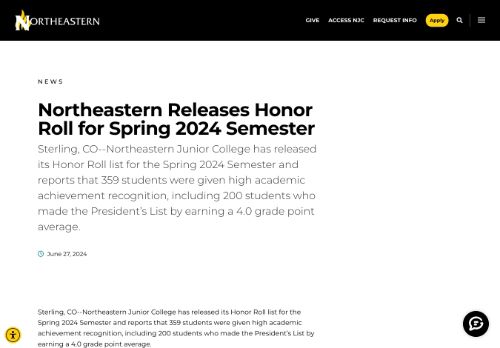 NORTHEASTERN
GIVE ACCESS NJC REQUEST INFO Apply
NEWS
Northeastern Releases Honor
Roll for Spring 2024 Semester
Sterling, CO--Northeastern Junior College has released
its Honor Roll list for the Spring 2024 Semester and
reports that 359 students were given high academic
achievement recognition, including 200 students who
made the President's List by earning a 4.0 grade point
average.
June 27, 2024
Sterling, CO--Northeastern Junior College has released its Honor Roll list for the
Spring 2024 Semester and reports that 359 students were given high academic
achievement recognition, including 200 students who made the President's List by
earning a 4.0 grade point average.